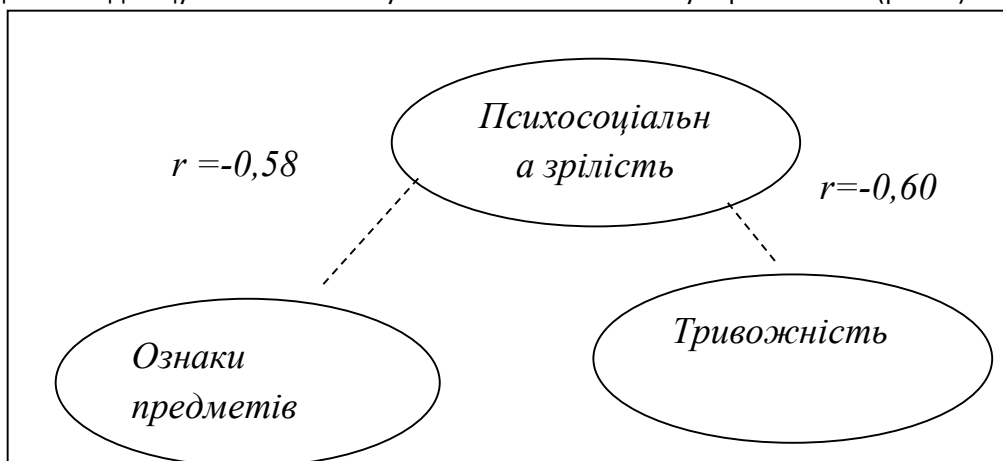 Психосоціальн
а зрілість
r =-0,58
r=-0,60
Ознаки
предметів
Тривожність